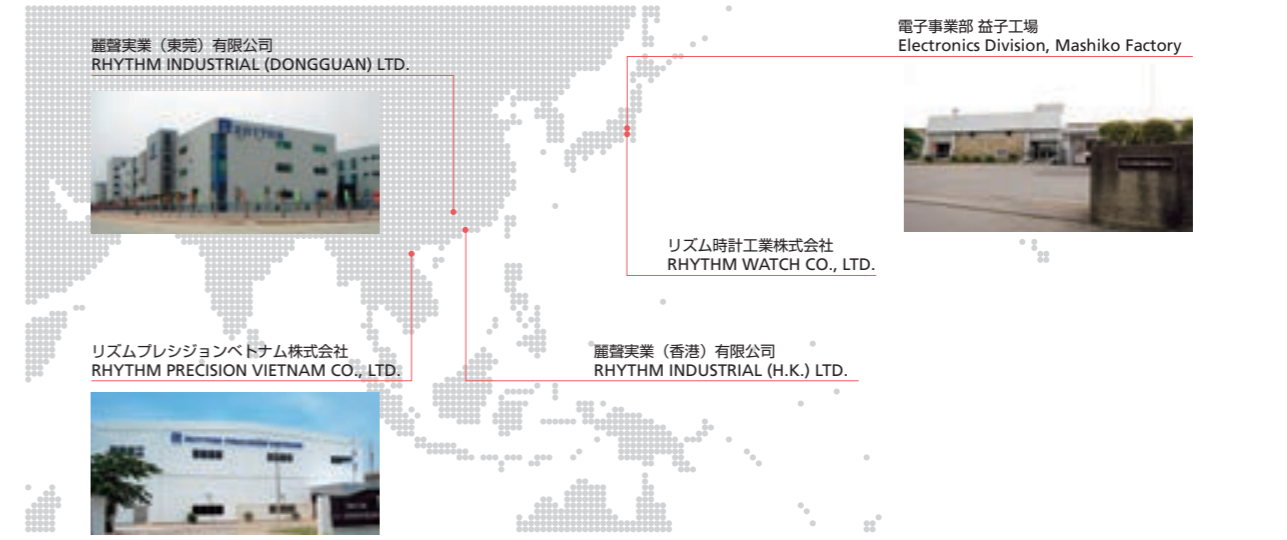 麗聲実業（東莞）有限公司
RHYTHM INDUSTRIAL (DONGGUAN) LTD.
電子事業部 益子工場
Electronics Division, Mashiko Factory
RHYTHM
リズム時計工業株式会社
RHYTHM WATCH CO., LTD.
リズムプレシジョンベトナム株式会社
RHYTHM PRECISION VIETNAM CO., LTD.
麗聲実業（香港）有限公司
RHYTHM INDUSTRIAL (H.K.) LTD.
RHYTHM PRECISION VIETNAM